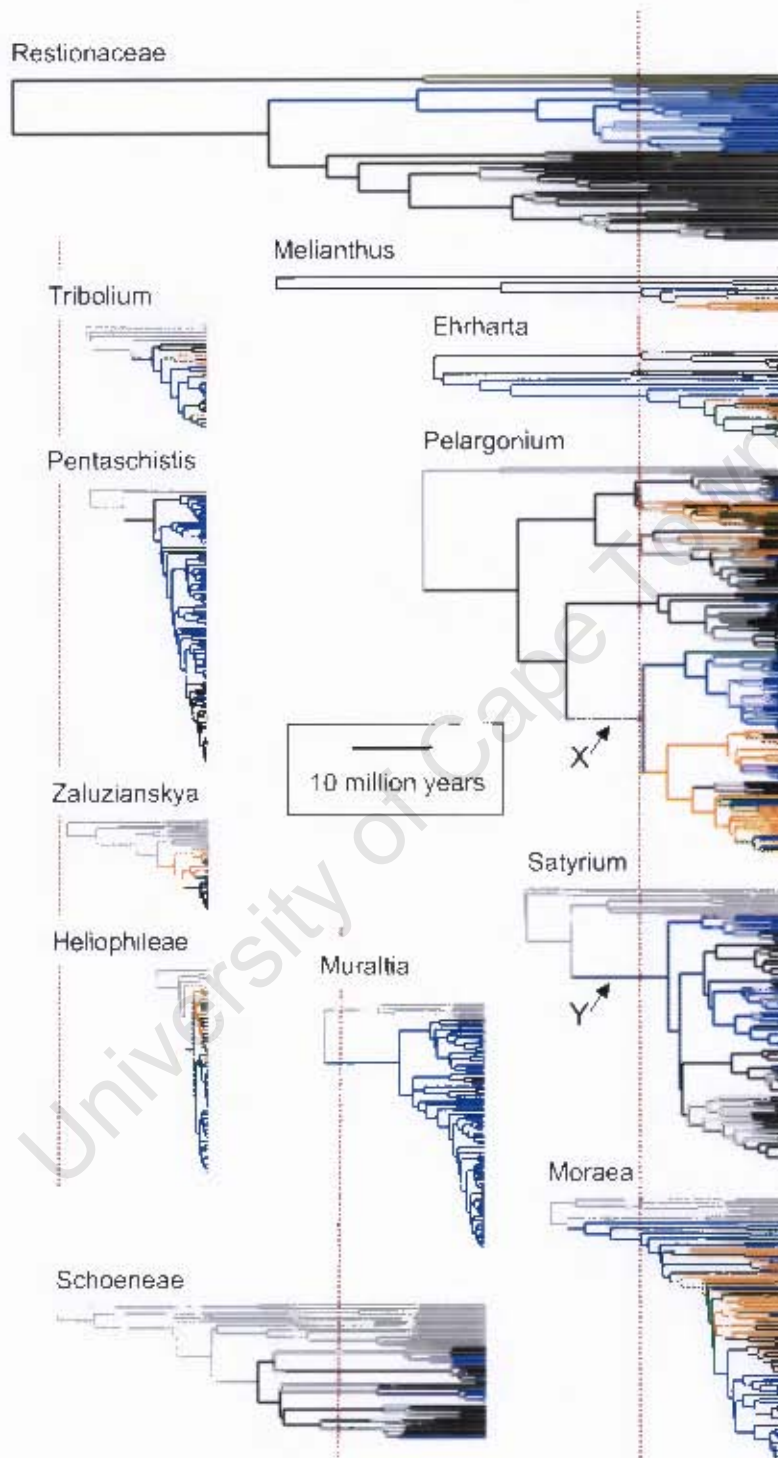 Restionaceae
Melianthus
Tribolium
Ehrharta
Pentaschistis
Pelargonium
X
10 million years
Zaluzianskya
Satyrium
Heliophileae
Muraltia
Y
Moraea
Schoeneae
University of Cape Town